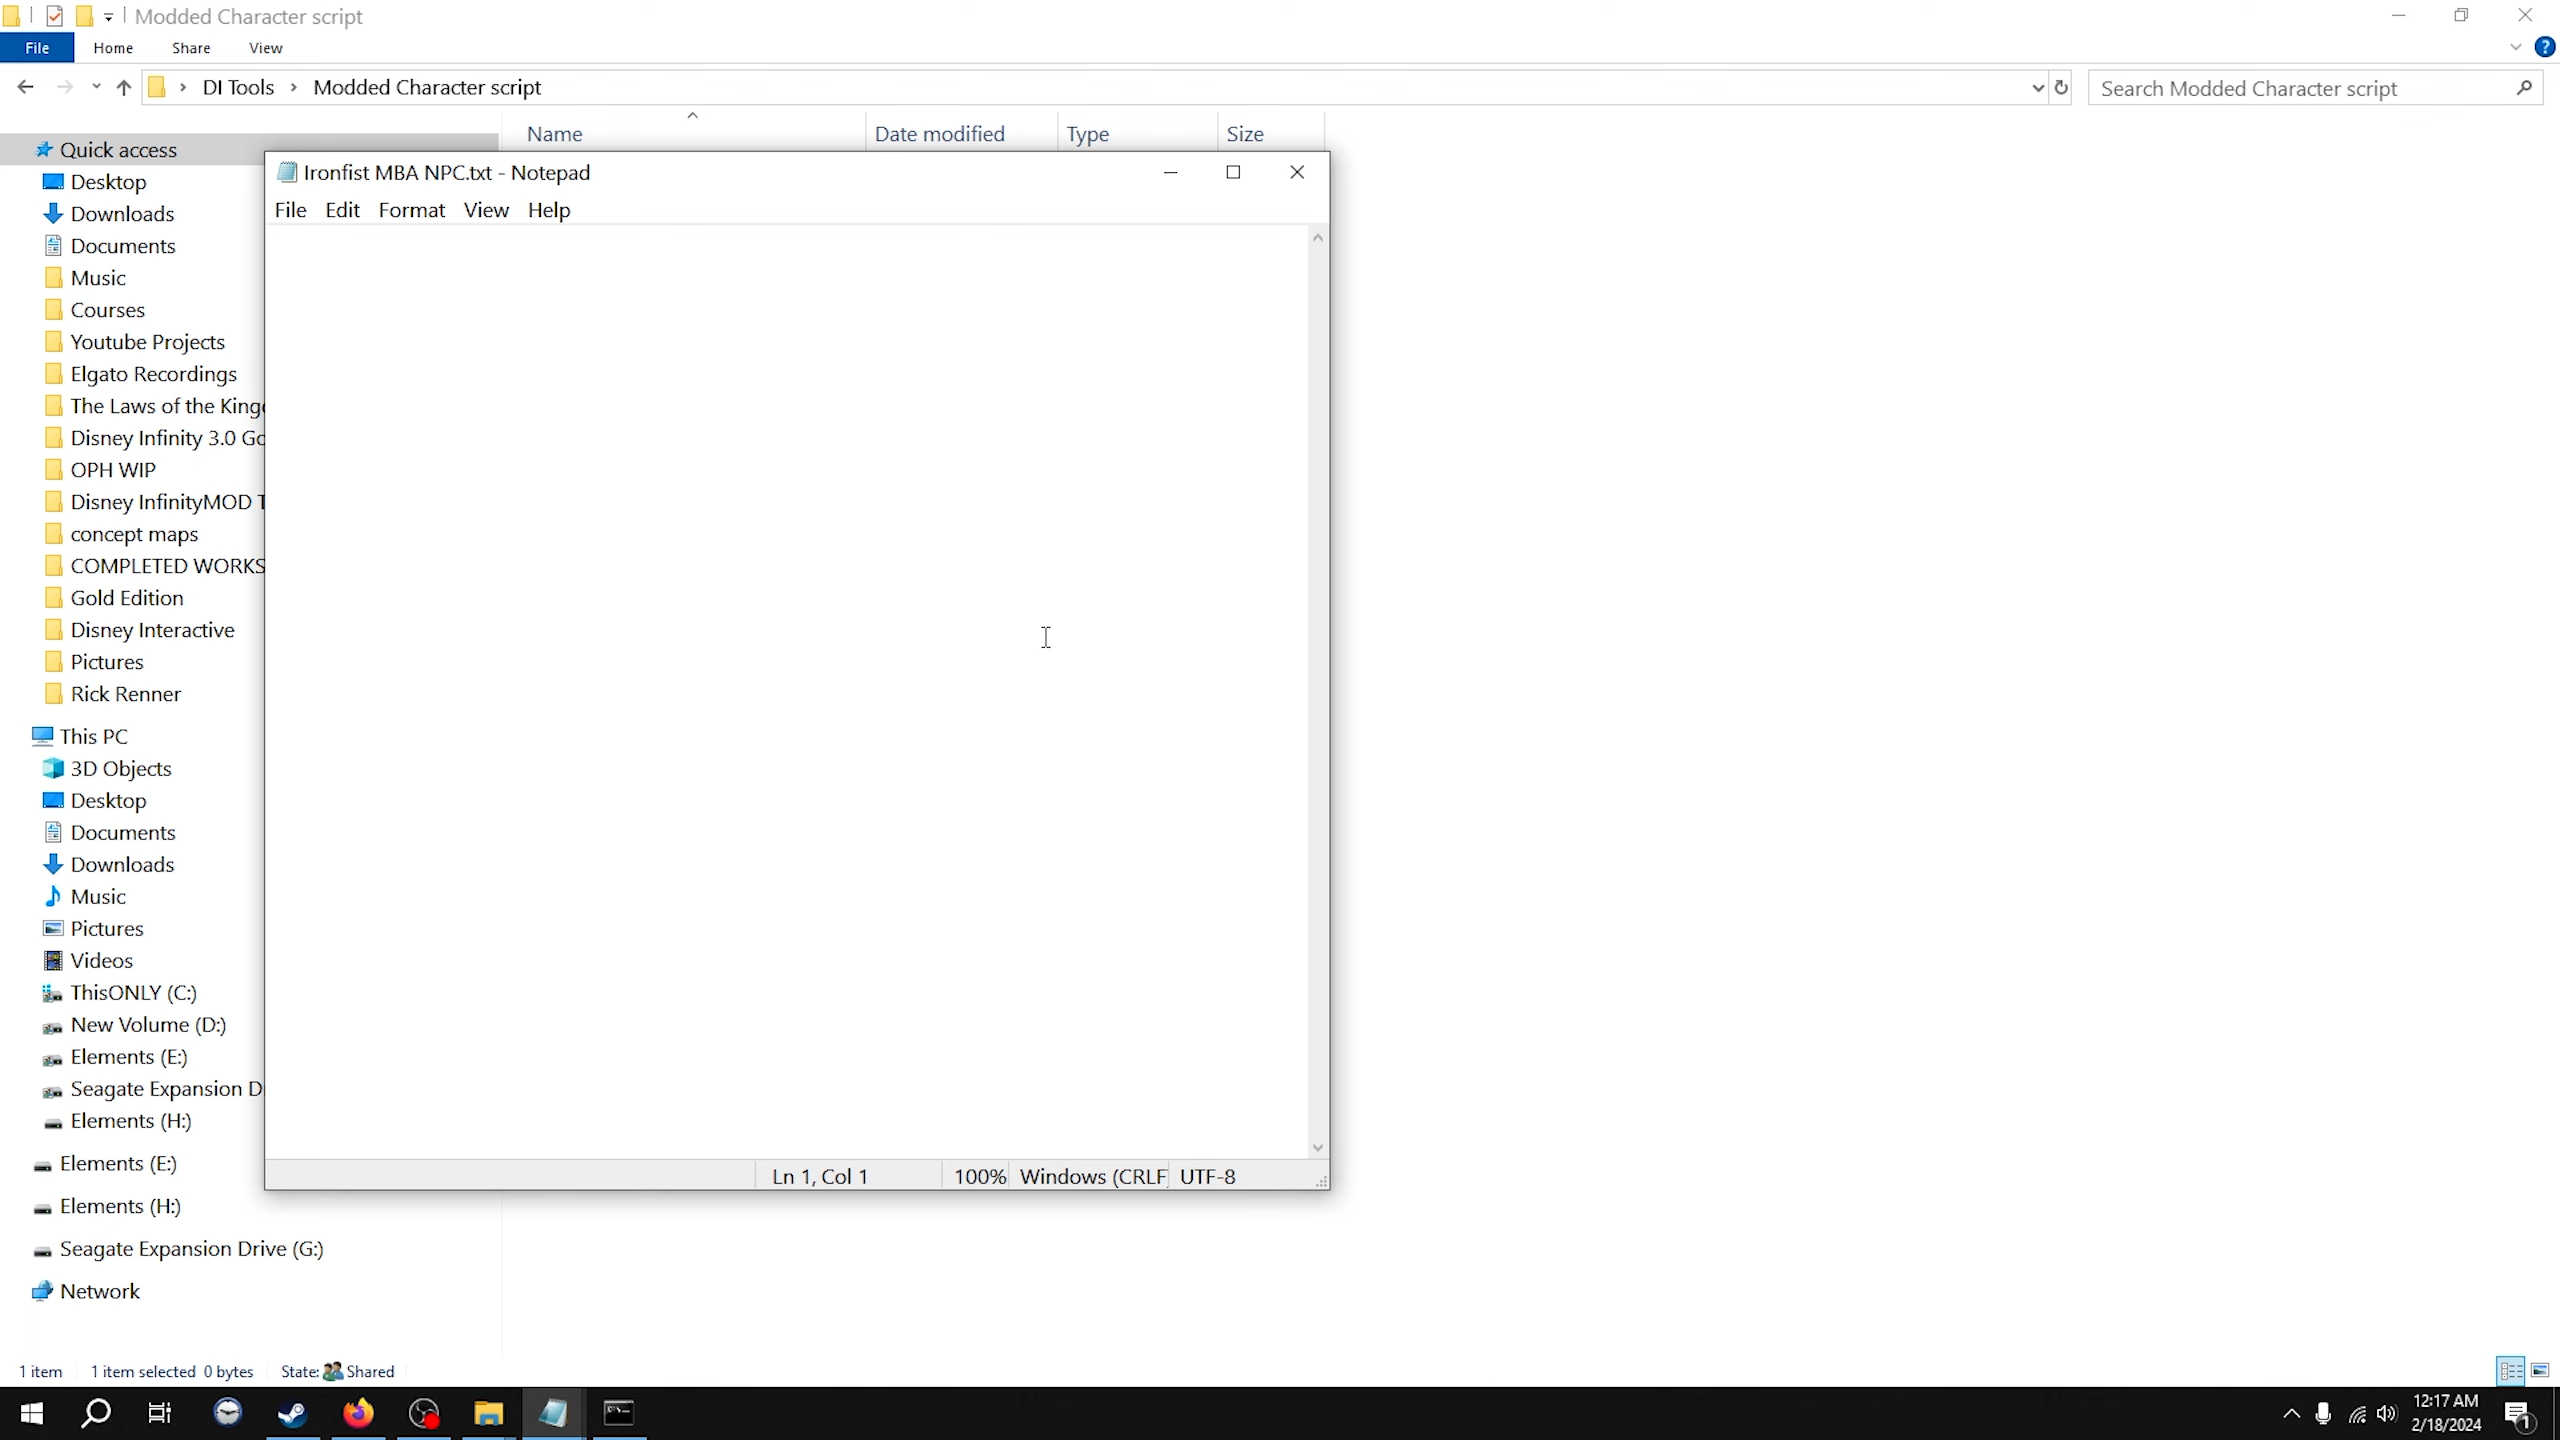 Modded Character script
File Home Share View
DI Tools Modded Character script
Search Modded Character script
Name Date modified Type Size
Quick access
Desktop
Downloads
Documents
Music
Courses
Youtube Projects
Elgato Recordings
The Laws of the King
Disney Infinity 3.0
OPH WIP
Disney InfinityMOD
concept maps
COMPLETED WORKS
Gold Edition
Disney Interactive
Pictures
Rick Renner
This PC
3D Objects
Desktop
Documents
Downloads
Music
Pictures
Videos
ThisONLY (C:)
New Volume (D:)
Elements (E:)
Seagate Expansion D
Elements (H:)
Elements (E:)
Elements (H:)
Seagate Expansion Drive (G:)
Network
Ironfist MBA NPC.txt - Notepad
File Edit Format View Help
Ln 1, Col 1 100% Windows (CRLF UTF-8
1 item 1 item selected 0 bytes State: Shared
12:17 AM
2/18/2024
1